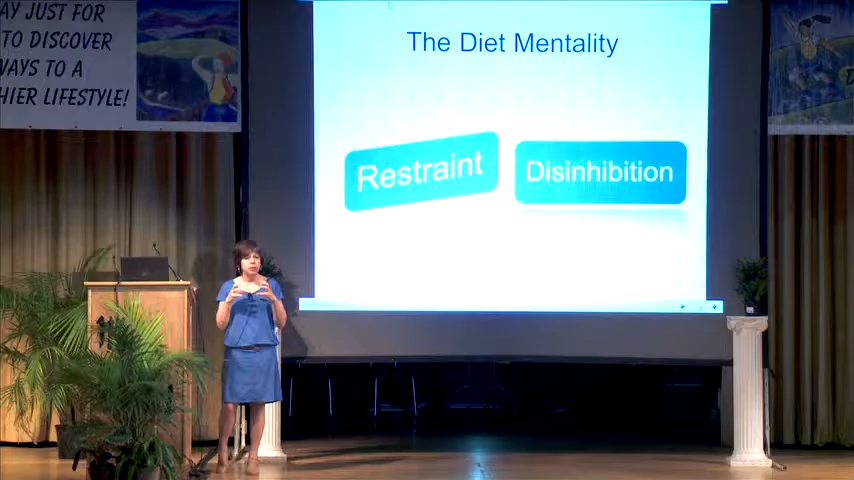 AY JUST FOR
TO DISCOVER
WAYS TO A
HIER LIFESTYLE!
The Diet Mentality
Restraint
Disinhibition